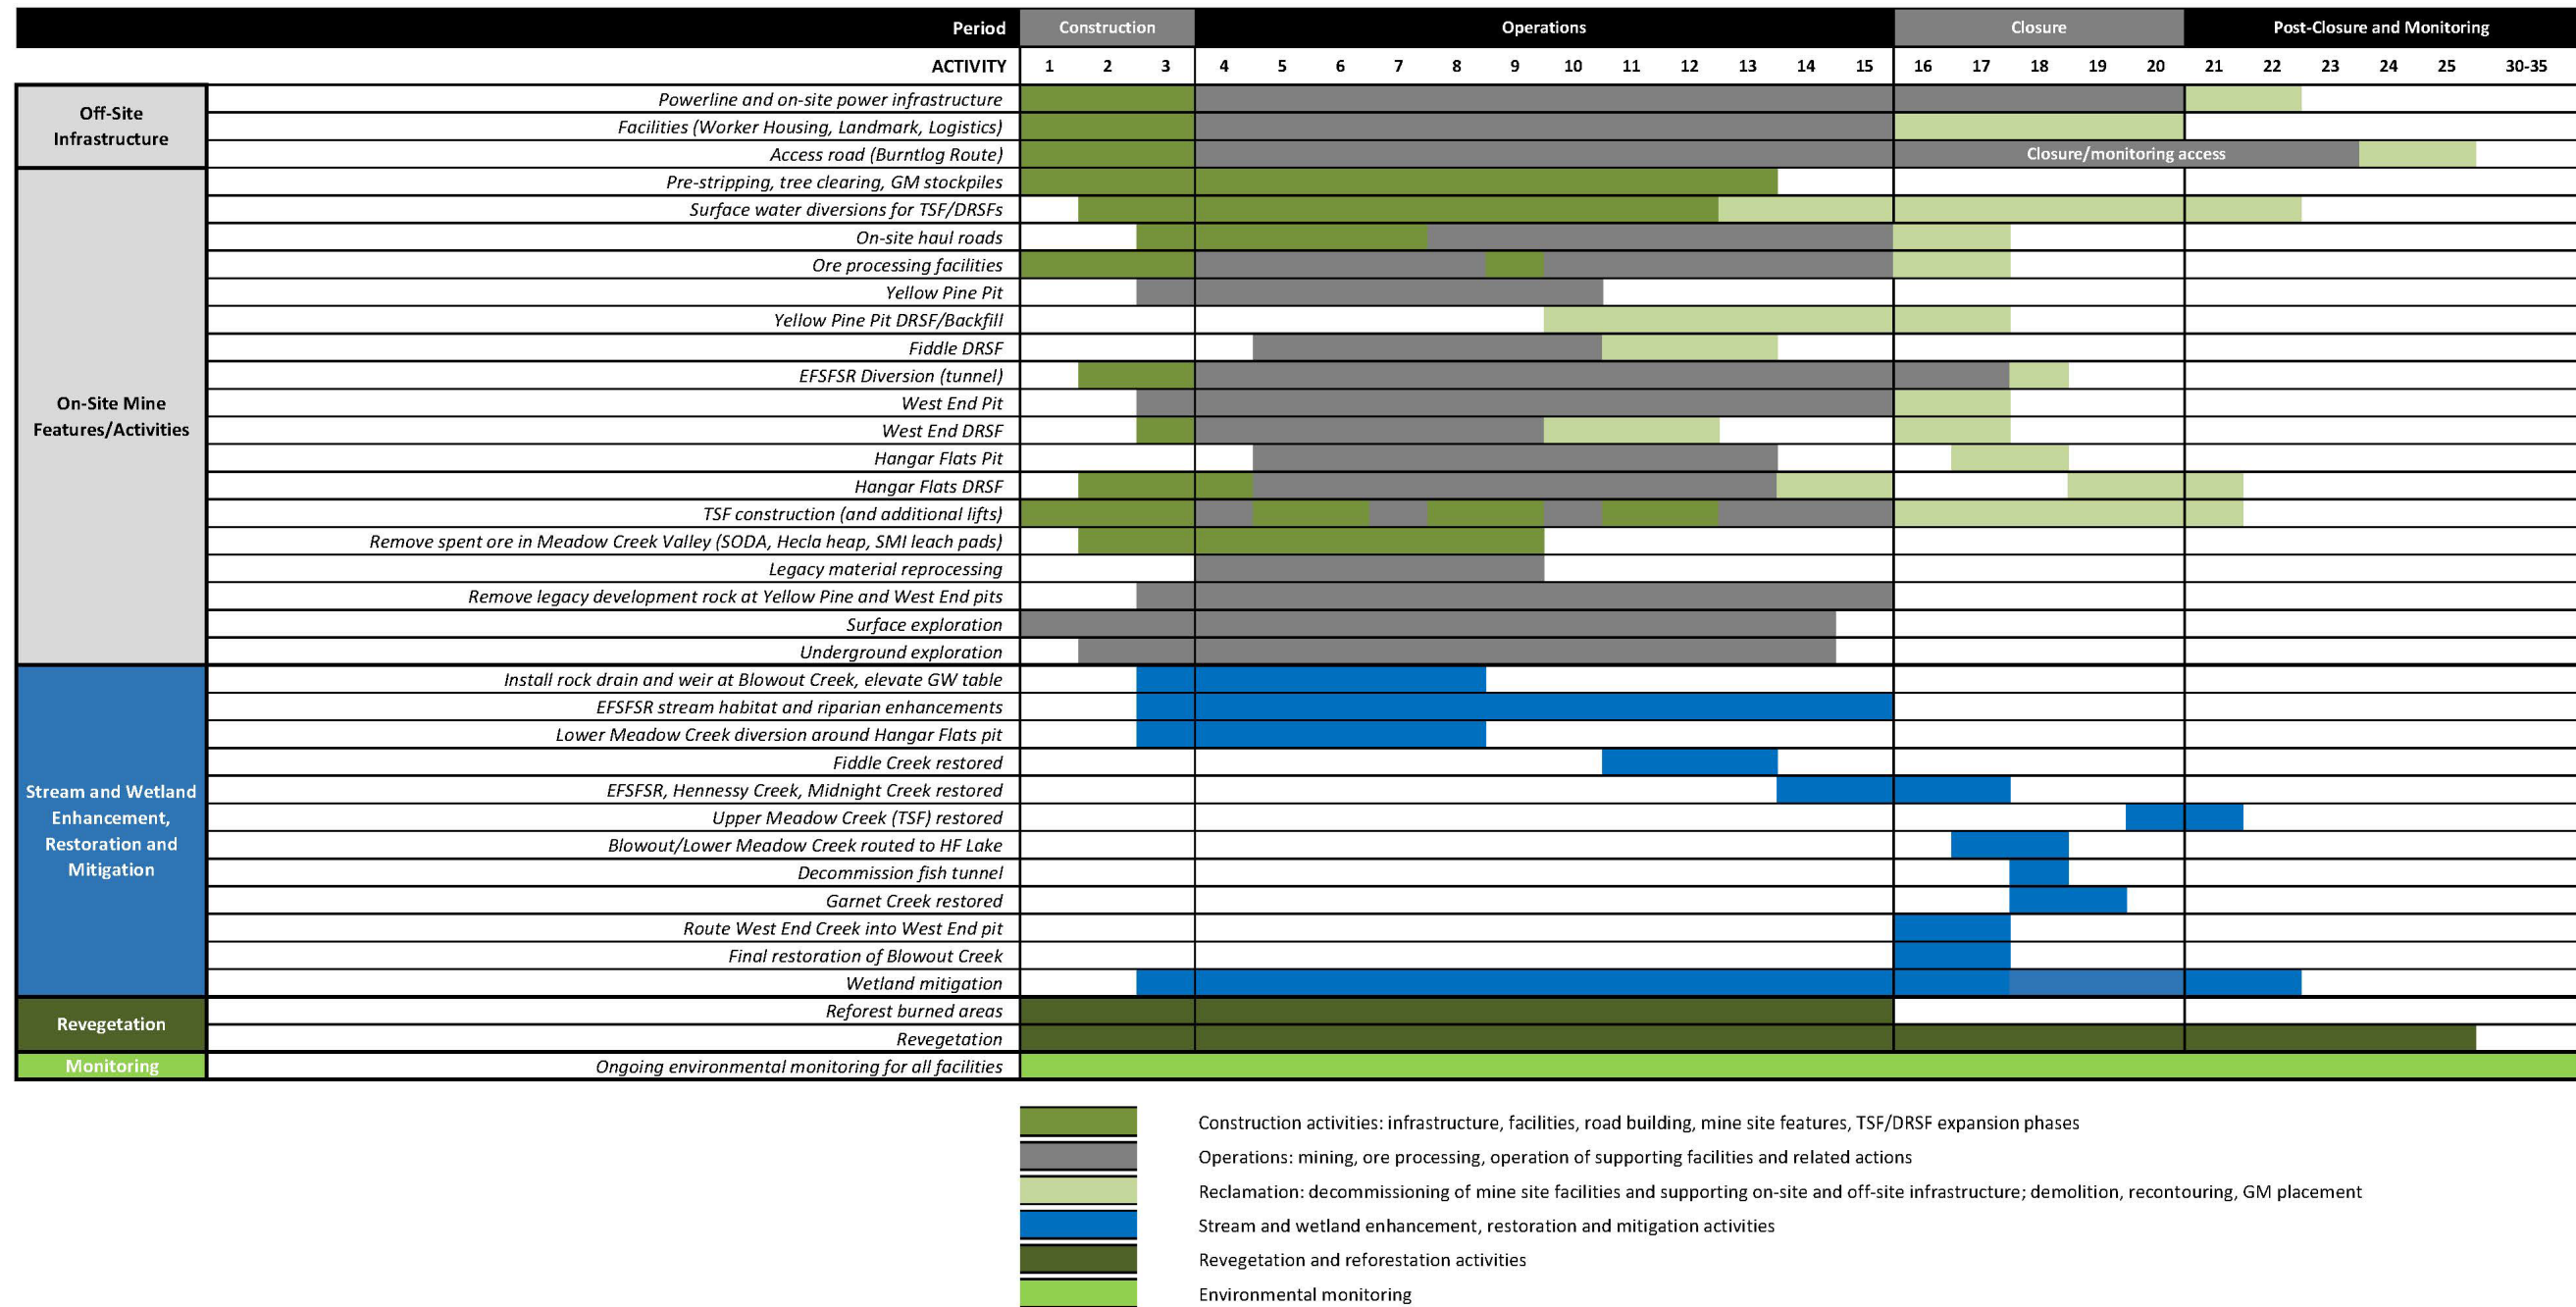 Period Construction Operations Closure Post-Closure and Monitoring
ACTIVITY 1 2 3 4 5 6 7 8 9 10 11 12 13 14 15 16 17 18 19 20 21 22 23 24 25 30-35
Off-Site
Infrastructure
Powerline and on-site power infrastructure
Facilities (Worker Housing, Landmark, Logistics)
Access road (Burntlog Route) Closure/monitoring access
On-Site Mine
Features/Activities
Pre-stripping, tree clearing, GM stockpiles
Surface water diversions for TSF/DRSFs
On-site haul roads
Ore processing facilities
Yellow Pine Pit
Yellow Pine Pit DRSF/Backfill
Fiddle DRSF
EFSFSR Diversion (tunnel)
West End Pit
West End DRSF
Hangar Flats Pit
Hangar Flats DRSF
TSF construction (and additional lifts)
Remove spent ore in Meadow Creek Valley (SODA, Hecla heap, SMI leach pads)
Legacy material reprocessing
Remove legacy development rock at Yellow Pine and West End pits
Surface exploration
Underground exploration
Stream and Wetland
Enhancement,
Restoration and
Mitigation
Install rock drain and weir at Blowout Creek, elevate GW table
EFSFSR stream habitat and riparian enhancements
Lower Meadow Creek diversion around Hangar Flats pit
Fiddle Creek restored
EFSFSR, Hennessy Creek, Midnight Creek restored
Upper Meadow Creek (TSF) restored
Blowout/Lower Meadow Creek routed to HF Lake
Decommission fish tunnel
Garnet Creek restored
Route West End Creek into West End pit
Final restoration of Blowout Creek
Wetland mitigation
Revegetation
Reforest burned areas
Revegetation
Monitoring
Ongoing environmental monitoring for all facilities
Construction activities: infrastructure, facilities, road building, mine site features, TSF/DRSF expansion phases
Operations: mining, ore processing, operation of supporting facilities and related actions
Reclamation: decommissioning of mine site facilities and supporting on-site and off-site infrastructure; demolition, recontouring, GM placement
Stream and wetland enhancement, restoration and mitigation activities
Revegetation and reforestation activities
Environmental monitoring